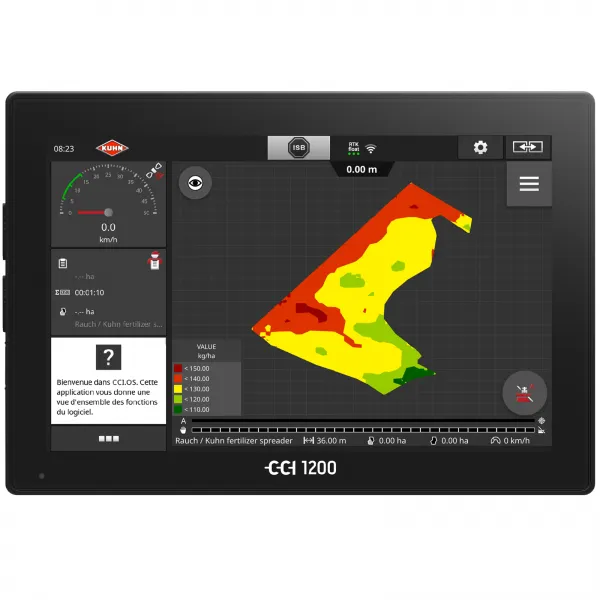 08:23
KUHN
ISB
RTK
float
0.00 m
0
5
10
15
20
25
30
35
40
45
0.0
km/h
-.-- ha
00:01:10
-.-- ha
Rauch / Kuhn fertilizer s...
?
Bienvenue dans CCI.OS. Cette
application vous donne une
vue d'ensemble des fonctions
du logiciel.
VALUE
kg/ha
< 150.00
< 140.00
< 130.00
< 120.00
< 110.00
A
Rauch / Kuhn fertilizer spreader
36.00 m
0.00 ha
0.00 ha
0 km/h
CCI 1200